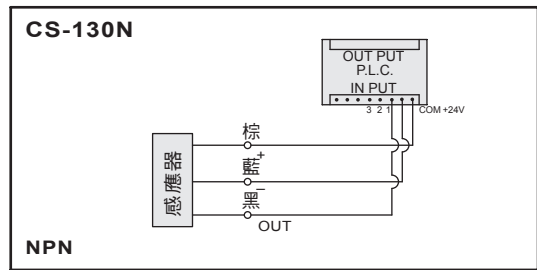 CS-130N
OUT PUT
P.L.C.
IN PUT
3 2 1 COM +24V
棕
+
藍
−
黑
OUT
感應器
NPN